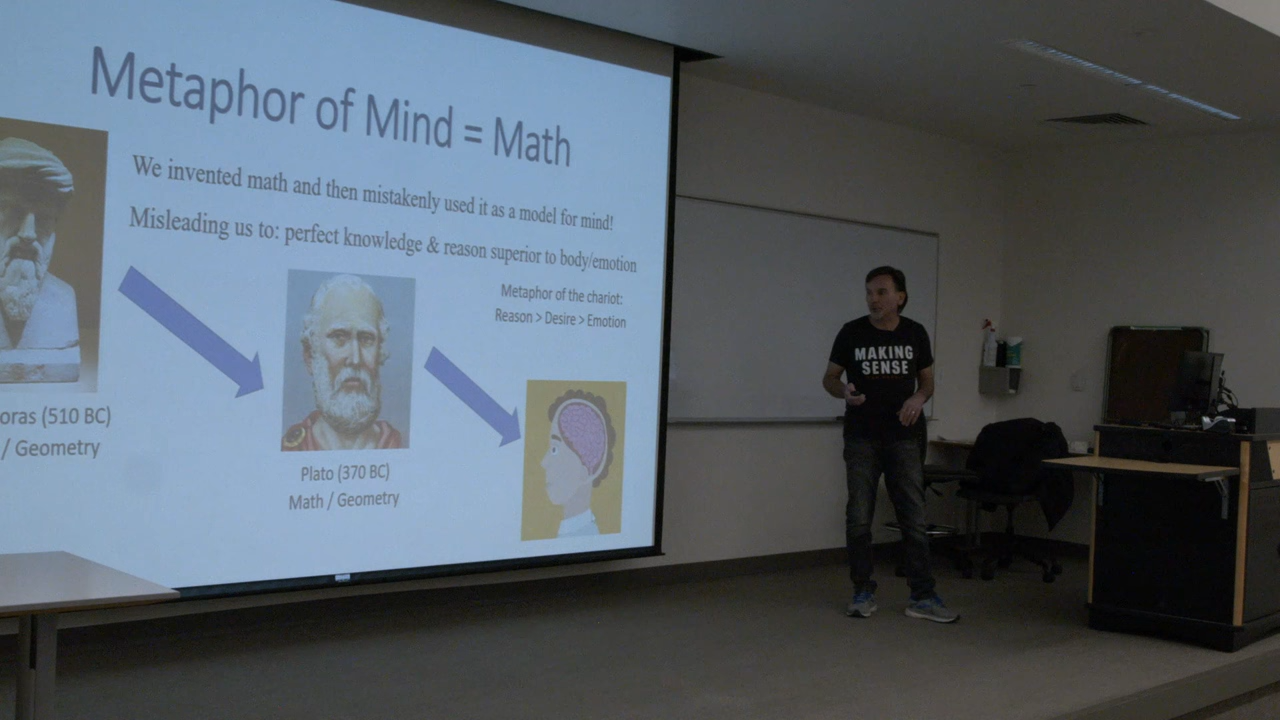 Metaphor of Mind = Math
We invented math and then mistakenly used it as a model for mind!
Misleading us to: perfect knowledge & reason superior to body/emotion
Metaphor of the chariot:
Reason > Desire > Emotion
oras (510 BC)
/ Geometry
Plato (370 BC)
Math / Geometry
MAKING
SENSE